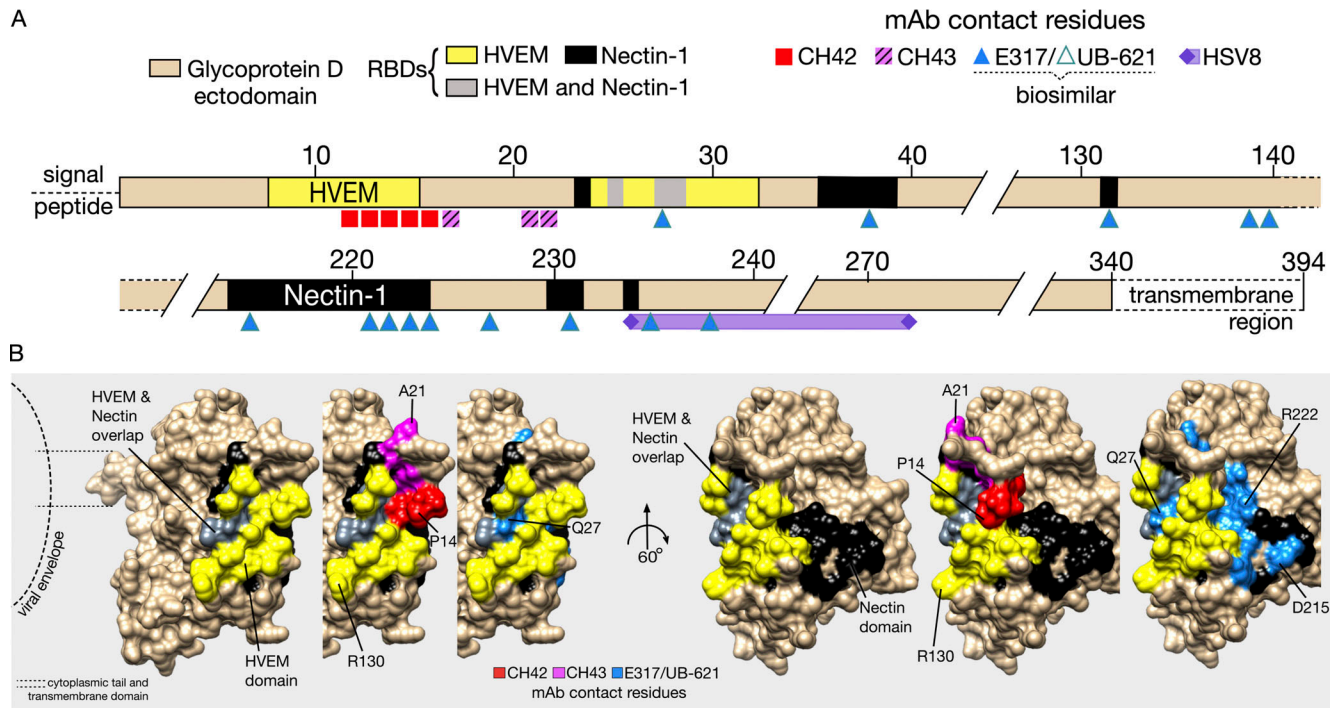 A
mAb contact residues
Glycoprotein D
ectodomain
RBDs
HVEM
Nectin-1
HVEM and Nectin-1
CH42
CH43
E317/
UB-621
biosimilar
HSV8
signal
peptide
10
20
30
40
130
140
HVEM
220
230
240
270
340
394
Nectin-1
transmembrane
region
B
HVEM &
Nectin
overlap
A21
P14
Q27
viral envelope
R130
HVEM
domain
cytoplasmic tail and
transmembrane domain
60°
HVEM &
Nectin
overlap
A21
P14
Q27
R222
D215
Nectin
domain
R130
CH42 CH43 E317/UB-621
mAb contact residues